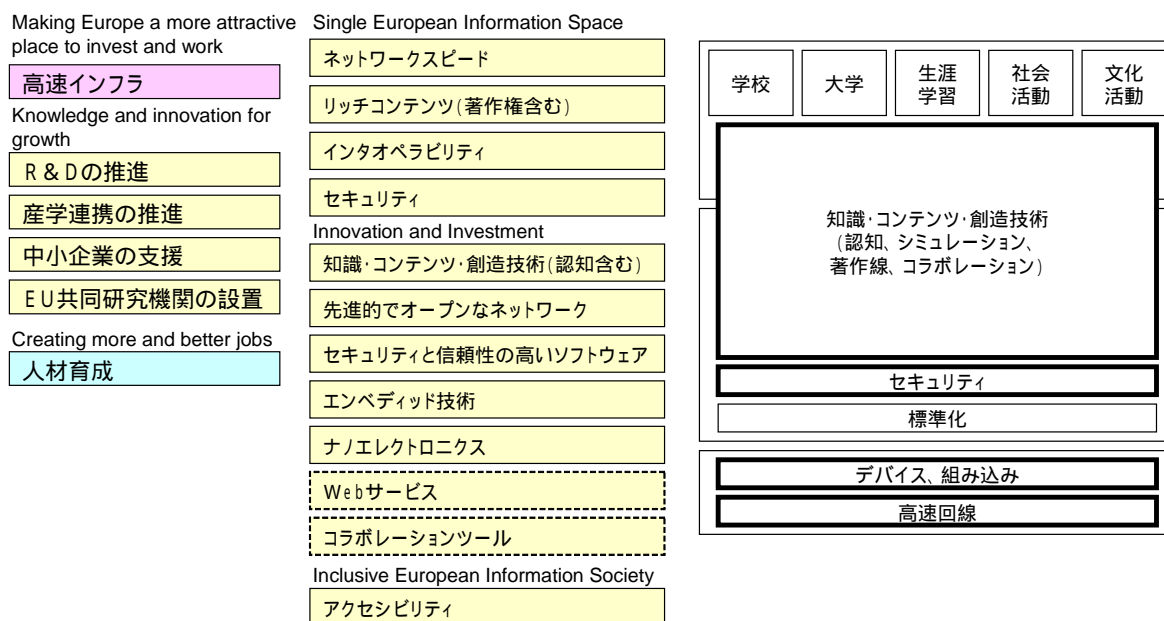 Making Europe a more attractive
place to invest and work
高速インフラ
Knowledge and innovation for
growth
R&Dの推進
産学連携の推進
中小企業の支援
EU共同研究機関の設置
Creating more and better jobs
人材育成
Single European Information Space
ネットワークスピード
リッチコンテンツ(著作権含む)
インタオペラビリティ
セキュリティ
Innovation and Investment
知識・コンテンツ・創造技術(認知含む)
先進的でオープンなネットワーク
セキュリティと信頼性の高いソフトウェア
エンベディッド技術
ナノエレクトロニクス
Webサービス
コラボレーションツール
Inclusive European Information Society
アクセシビリティ
学校
大学
生涯
学習
社会
活動
文化
活動
知識・コンテンツ・創造技術
(認知、シミュレーション、
著作線、コラボレーション)
セキュリティ
標準化
デバイス、組み込み
高速回線